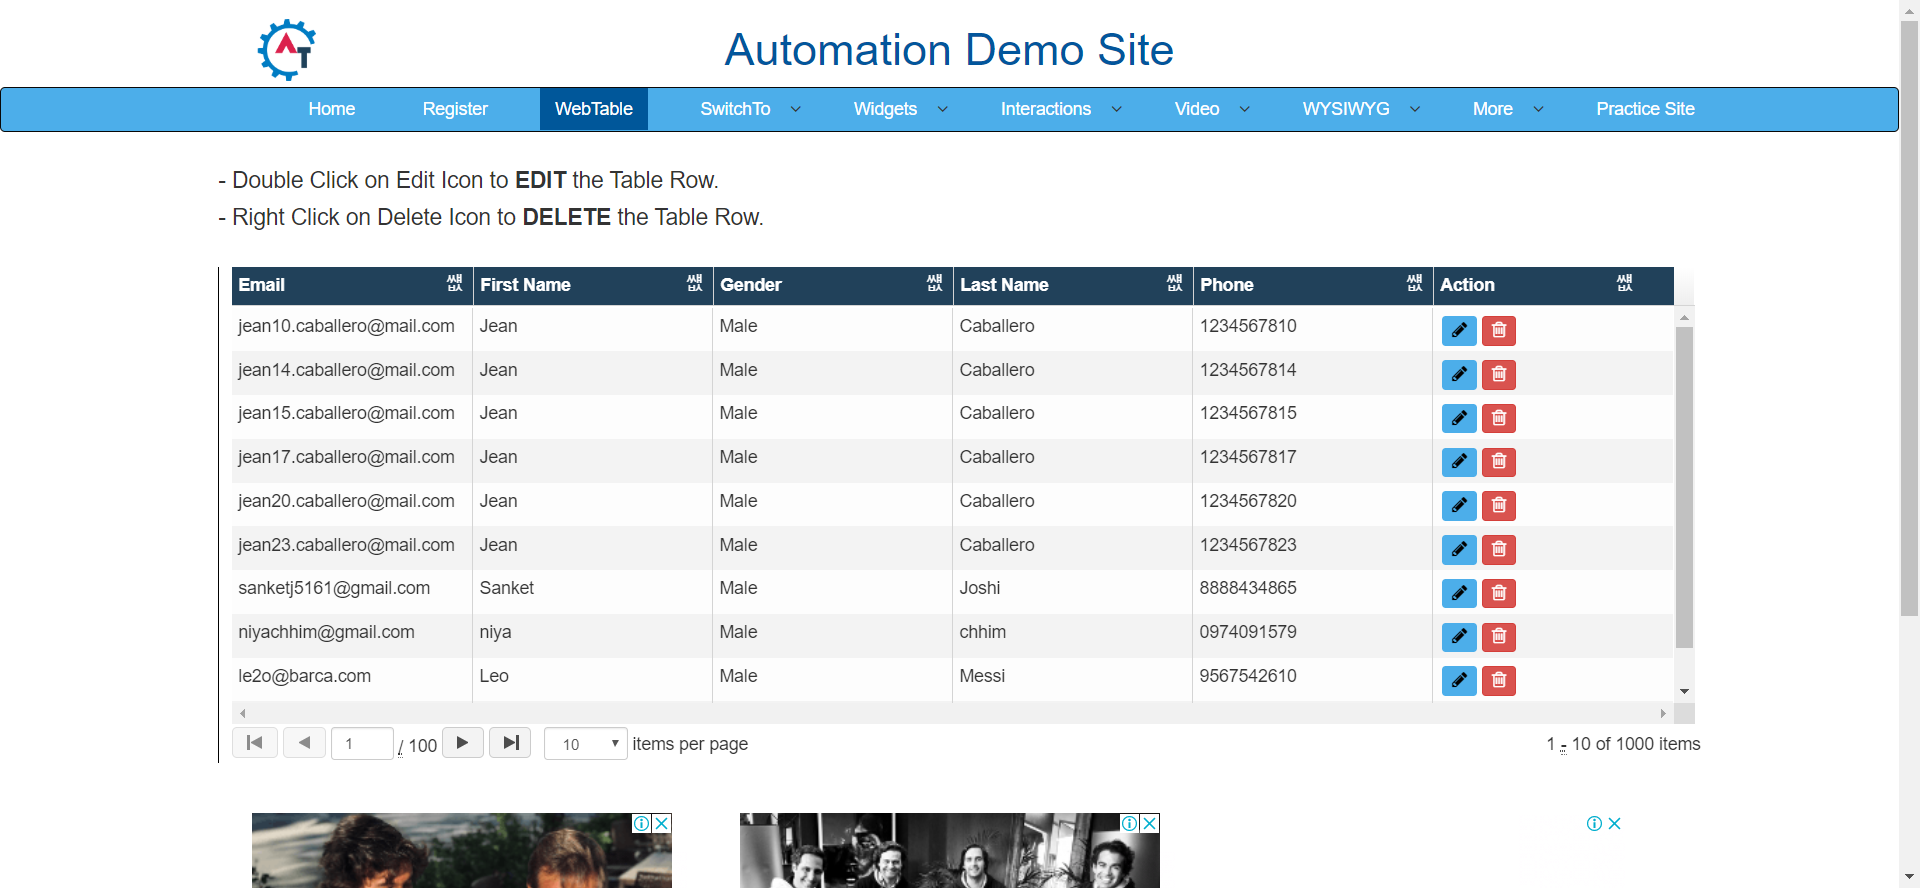 AT
Automation Demo Site
Home Register WebTable SwitchTo Widgets Interactions Video WYSIWYG More Practice Site
- Double Click on Edit Icon to EDIT the Table Row.
- Right Click on Delete Icon to DELETE the Table Row.
Email First Name Gender Last Name Phone Action
jean10.caballero@mail.com Jean Male Caballero 1234567810
jean14.caballero@mail.com Jean Male Caballero 1234567814
jean15.caballero@mail.com Jean Male Caballero 1234567815
jean17.caballero@mail.com Jean Male Caballero 1234567817
jean20.caballero@mail.com Jean Male Caballero 1234567820
jean23.caballero@mail.com Jean Male Caballero 1234567823
sanketj5161@gmail.com Sanket Male Joshi 8888434865
niyachhim@gmail.com niya Male chhim 0974091579
le2o@barca.com Leo Male Messi 9567542610
1 / 100 10 items per page 1 - 10 of 1000 items